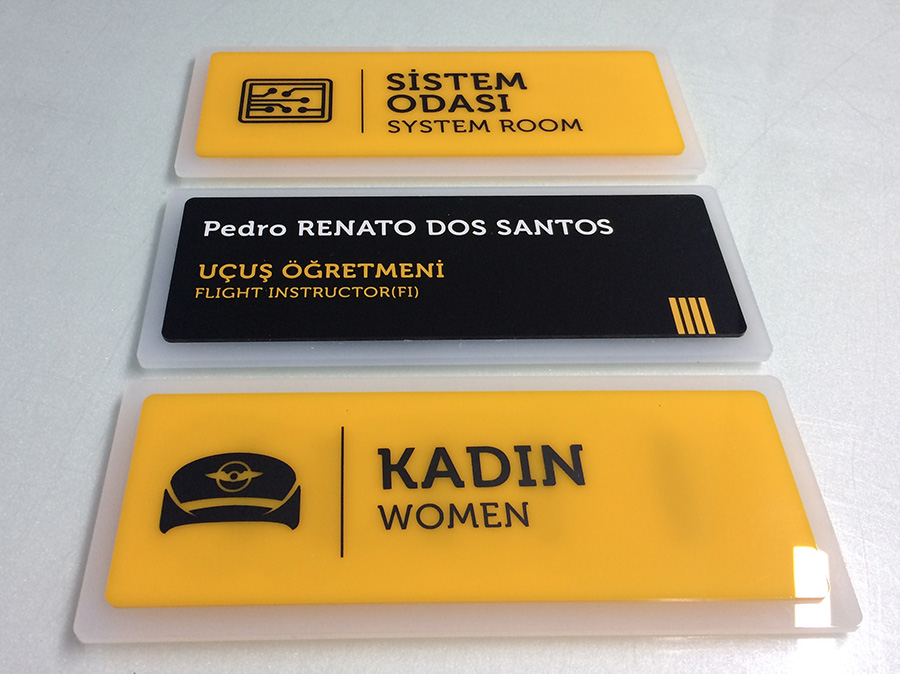 SİSTEM
ODASI
SYSTEM ROOM
Pedro RENATO DOS SANTOS
UÇUŞ ÖĞRETMENİ
FLIGHT INSTRUCTOR(FI)
KADIN
WOMEN